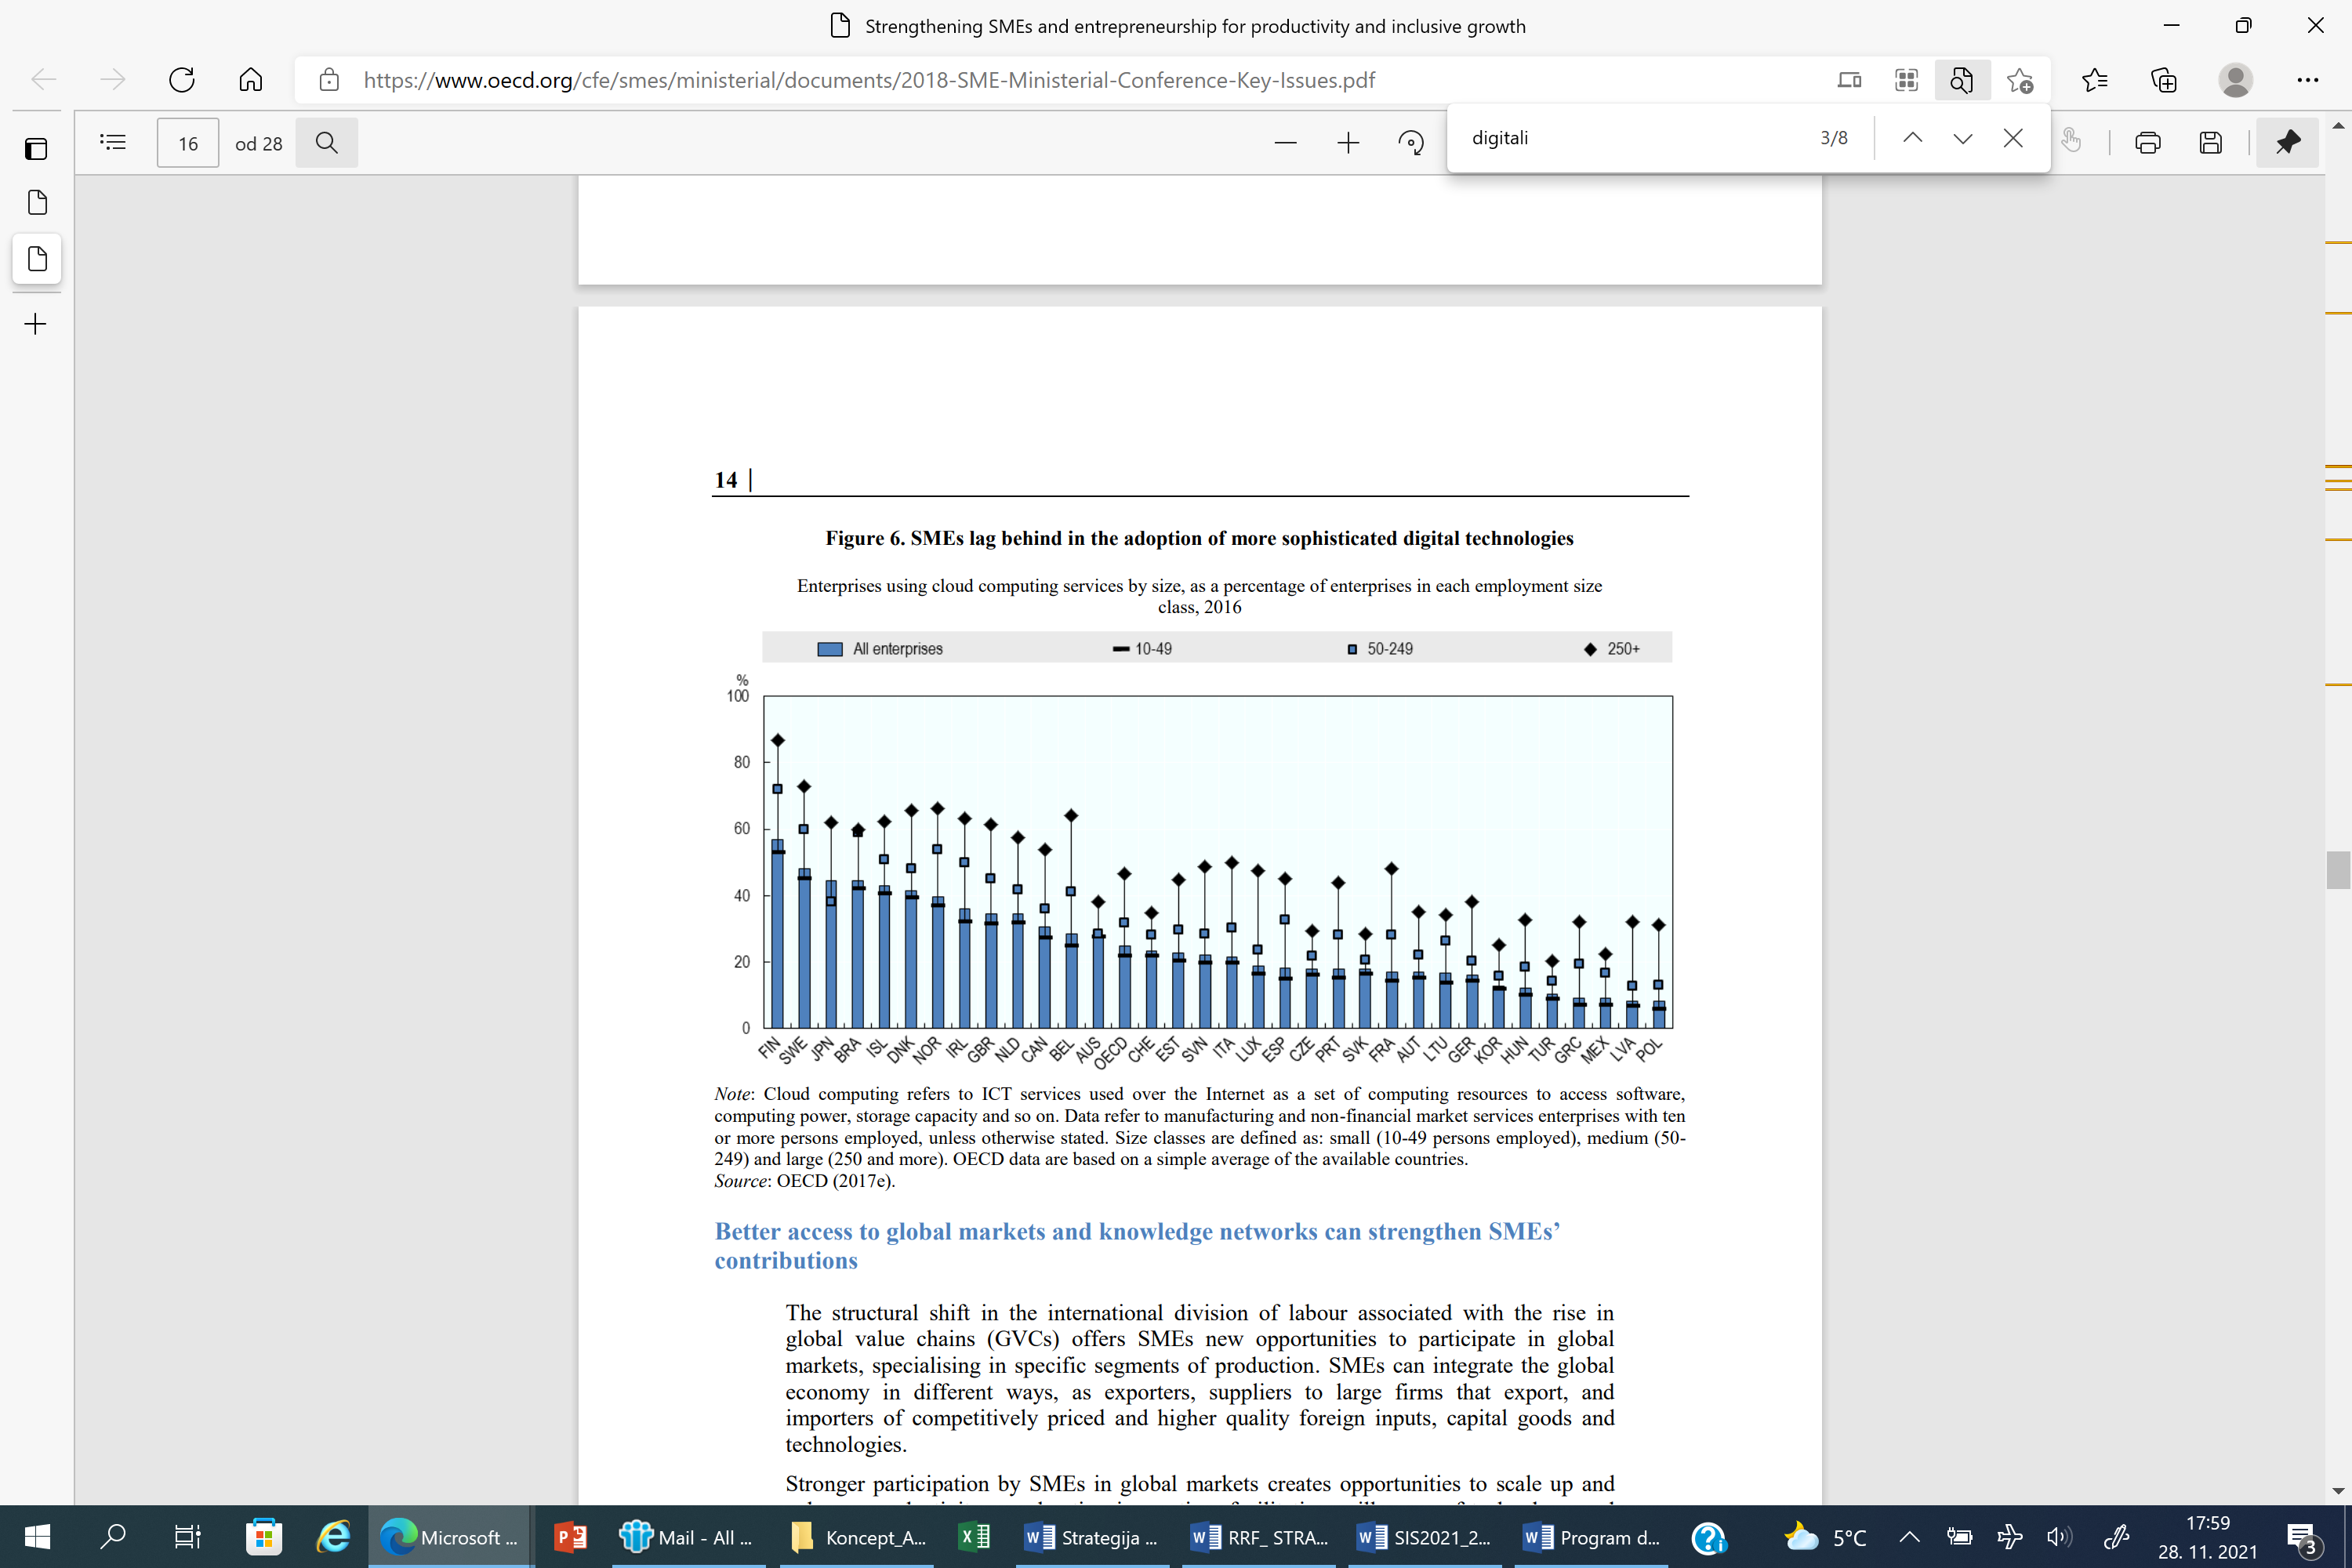 Strengthening SMEs and entrepreneurship for productivity and inclusive growth
https://www.oecd.org/cfe/smes/ministerial/documents/2018-SME-Ministerial-Conference-Key-Issues.pdf
16 od 28
digitali 3/8
14 |
Figure 6. SMEs lag behind in the adoption of more sophisticated digital technologies
Enterprises using cloud computing services by size, as a percentage of enterprises in each employment size
class, 2016
All enterprises 10-49 50-249 250+
%
100
80
60
40
20
0
FIN SWE JPN BRA ISL DNK NOR IRL GBR NLD CAN BEL AUS OECD CHE EST SVN ITA LUX ESP CZE PRT SVK FRA AUT LTU GER KOR HUN TUR GRC MEX LVA POL
Note: Cloud computing refers to ICT services used over the Internet as a set of computing resources to access software,
computing power, storage capacity and so on. Data refer to manufacturing and non-financial market services enterprises with ten
or more persons employed, unless otherwise stated. Size classes are defined as: small (10-49 persons employed), medium (50-
249) and large (250 and more). OECD data are based on a simple average of the available countries.
Source: OECD (2017e).
Better access to global markets and knowledge networks can strengthen SMEs’
contributions
The structural shift in the international division of labour associated with the rise in
global value chains (GVCs) offers SMEs new opportunities to participate in global
markets, specialising in specific segments of production. SMEs can integrate the global
economy in different ways, as exporters, suppliers to large firms that export, and
importers of competitively priced and higher quality foreign inputs, capital goods and
technologies.
Stronger participation by SMEs in global markets creates opportunities to scale up and
Microsoft ... Mail - All ... Koncept_A... Strategija ... RRF_ STRA... SIS2021_2... Program d... 5°C 17:59
28. 11. 2021 3